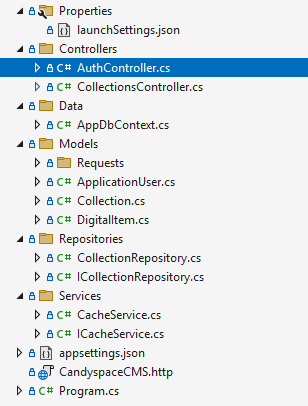 Properties
launchSettings.json
Controllers
C# AuthController.cs
C# CollectionsController.cs
Data
C# AppDbContext.cs
Models
Requests
C# ApplicationUser.cs
C# Collection.cs
C# DigitalItem.cs
Repositories
C# CollectionRepository.cs
C# ICollectionRepository.cs
Services
C# CacheService.cs
C# ICacheService.cs
appsettings.json
CandyspaceCMS.http
C# Program.cs